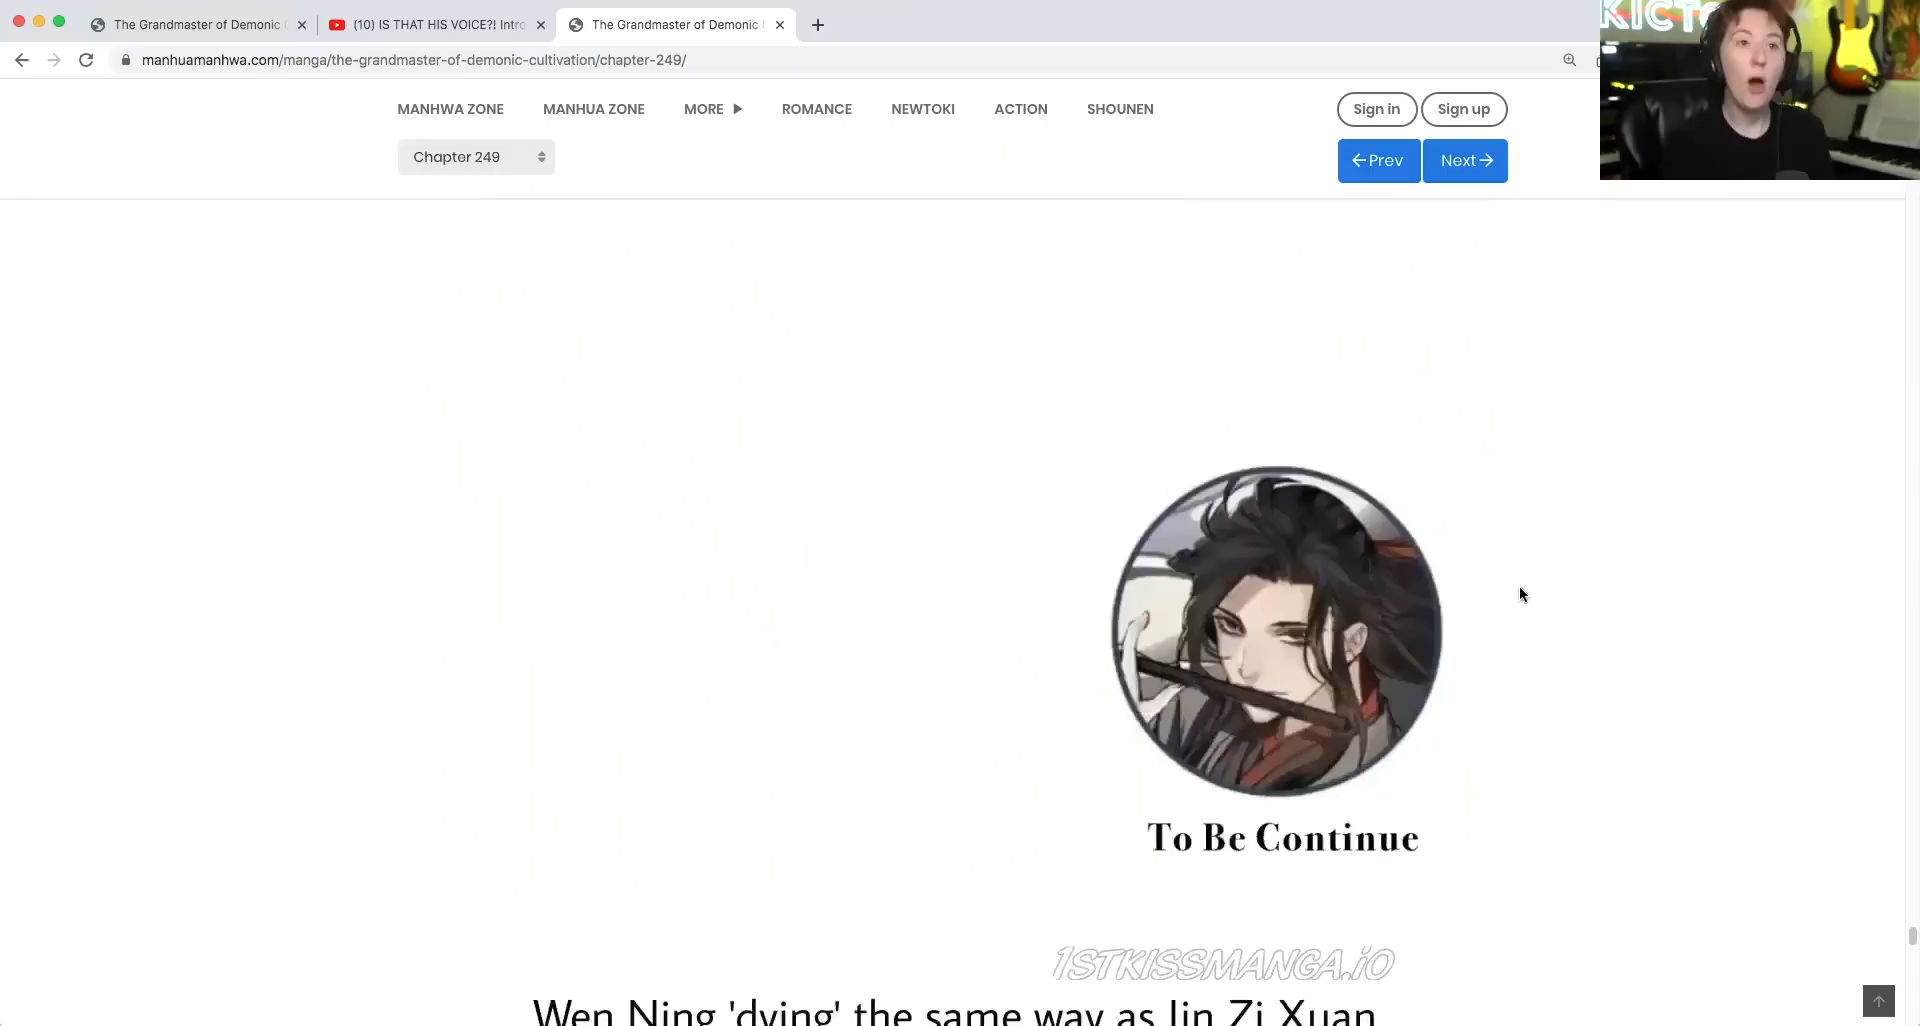 The Grandmaster of Demonic
(10) IS THAT HIS VOICE?! Intro
The Grandmaster of Demonic
manhuamanhwa.com/manga/the-grandmaster-of-demonic-cultivation/chapter-249/
MANHWA ZONE
MANHUA ZONE
MORE
ROMANCE
NEWTOKI
ACTION
SHOUNEN
Sign in
Sign up
Chapter 249
Prev
Next
To Be Continue
1STKISSMANGA.IO
Wen Ning 'dying' the same way as Jin Zi Xuan